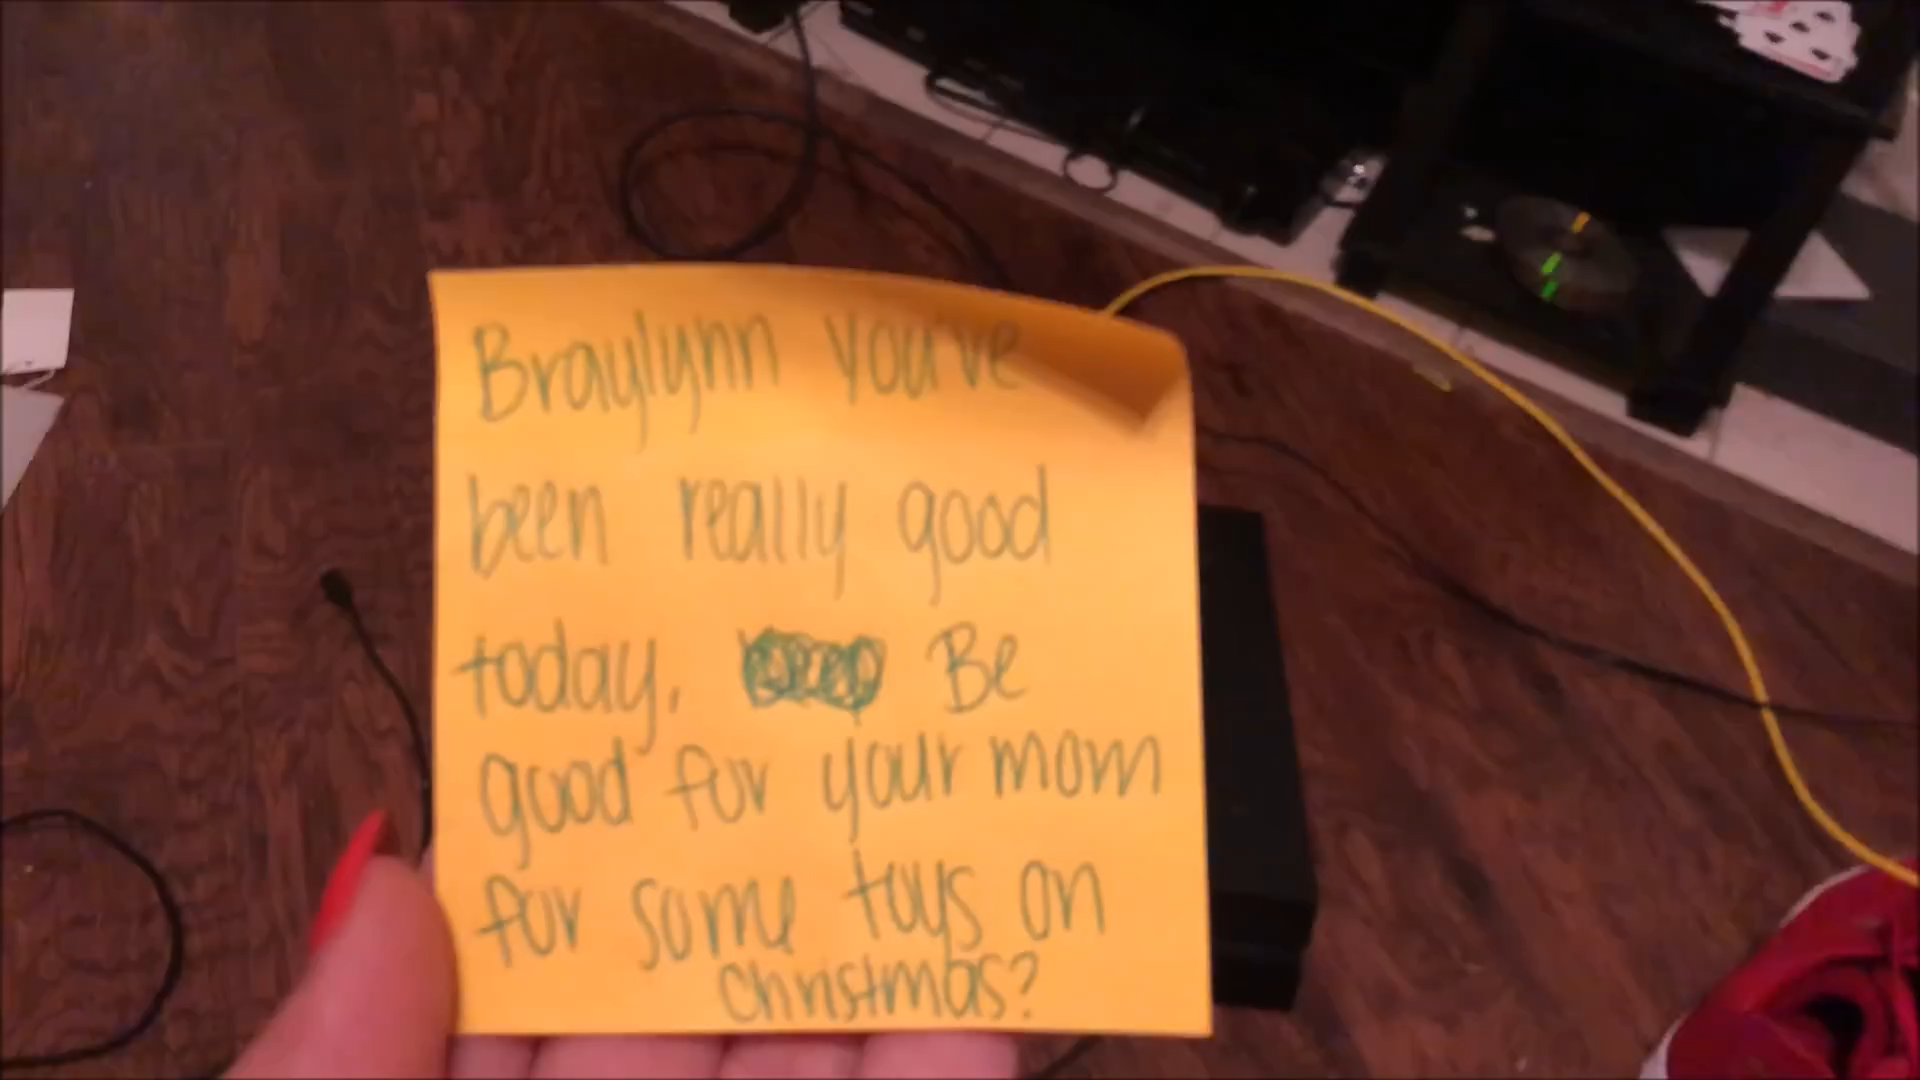 Braylynn You've
been really good
today. Be
good for your mom
for some toys on
christmas?